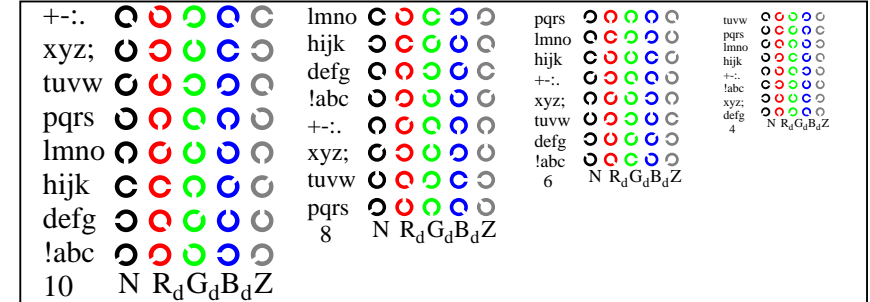 +-:.
xyz;
tuvw
pqrs
lmno
hijk
defg
!abc
10 N RdGdBdZ
lmno
hijk
defg
!abc
+-:.
xyz;
tuvw
pqrs
8 N RdGdBdZ
pqrs
lmno
hijk
+-:.
xyz;
tuvw
defg
!abc
6 N RdGdBdZ
tuvw
pqrs
lmno
hijk
+-:.
!abc
xyz;
defg
4 N RdGdBdZ